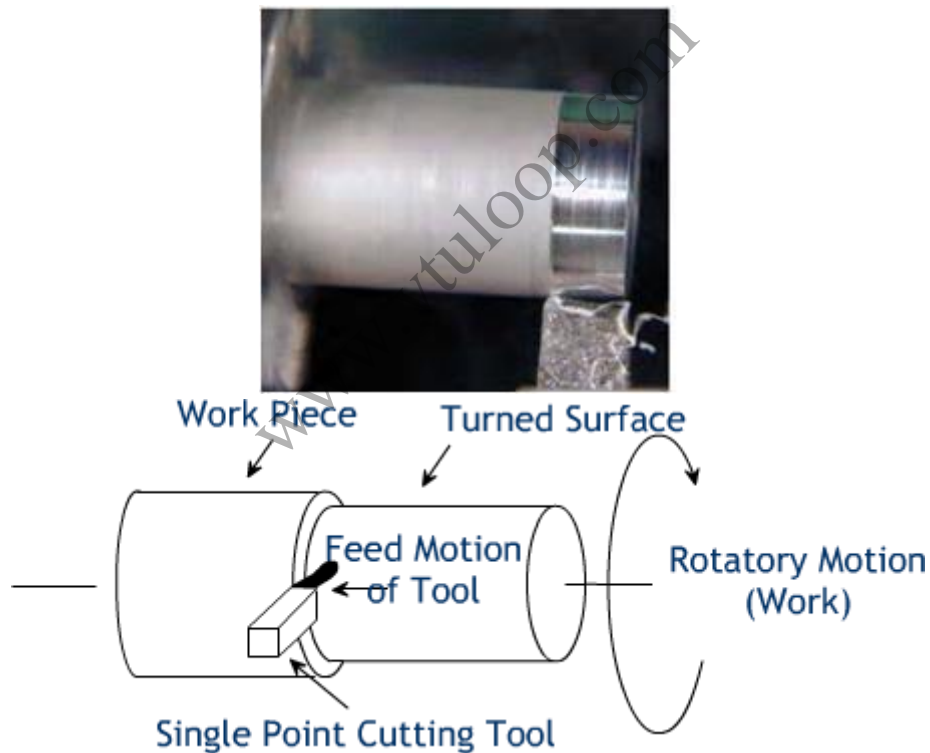 www.vtuloop.com
Work Piece
Turned Surface
Feed Motion
of Tool
Rotatory Motion
(Work)
Single Point Cutting Tool